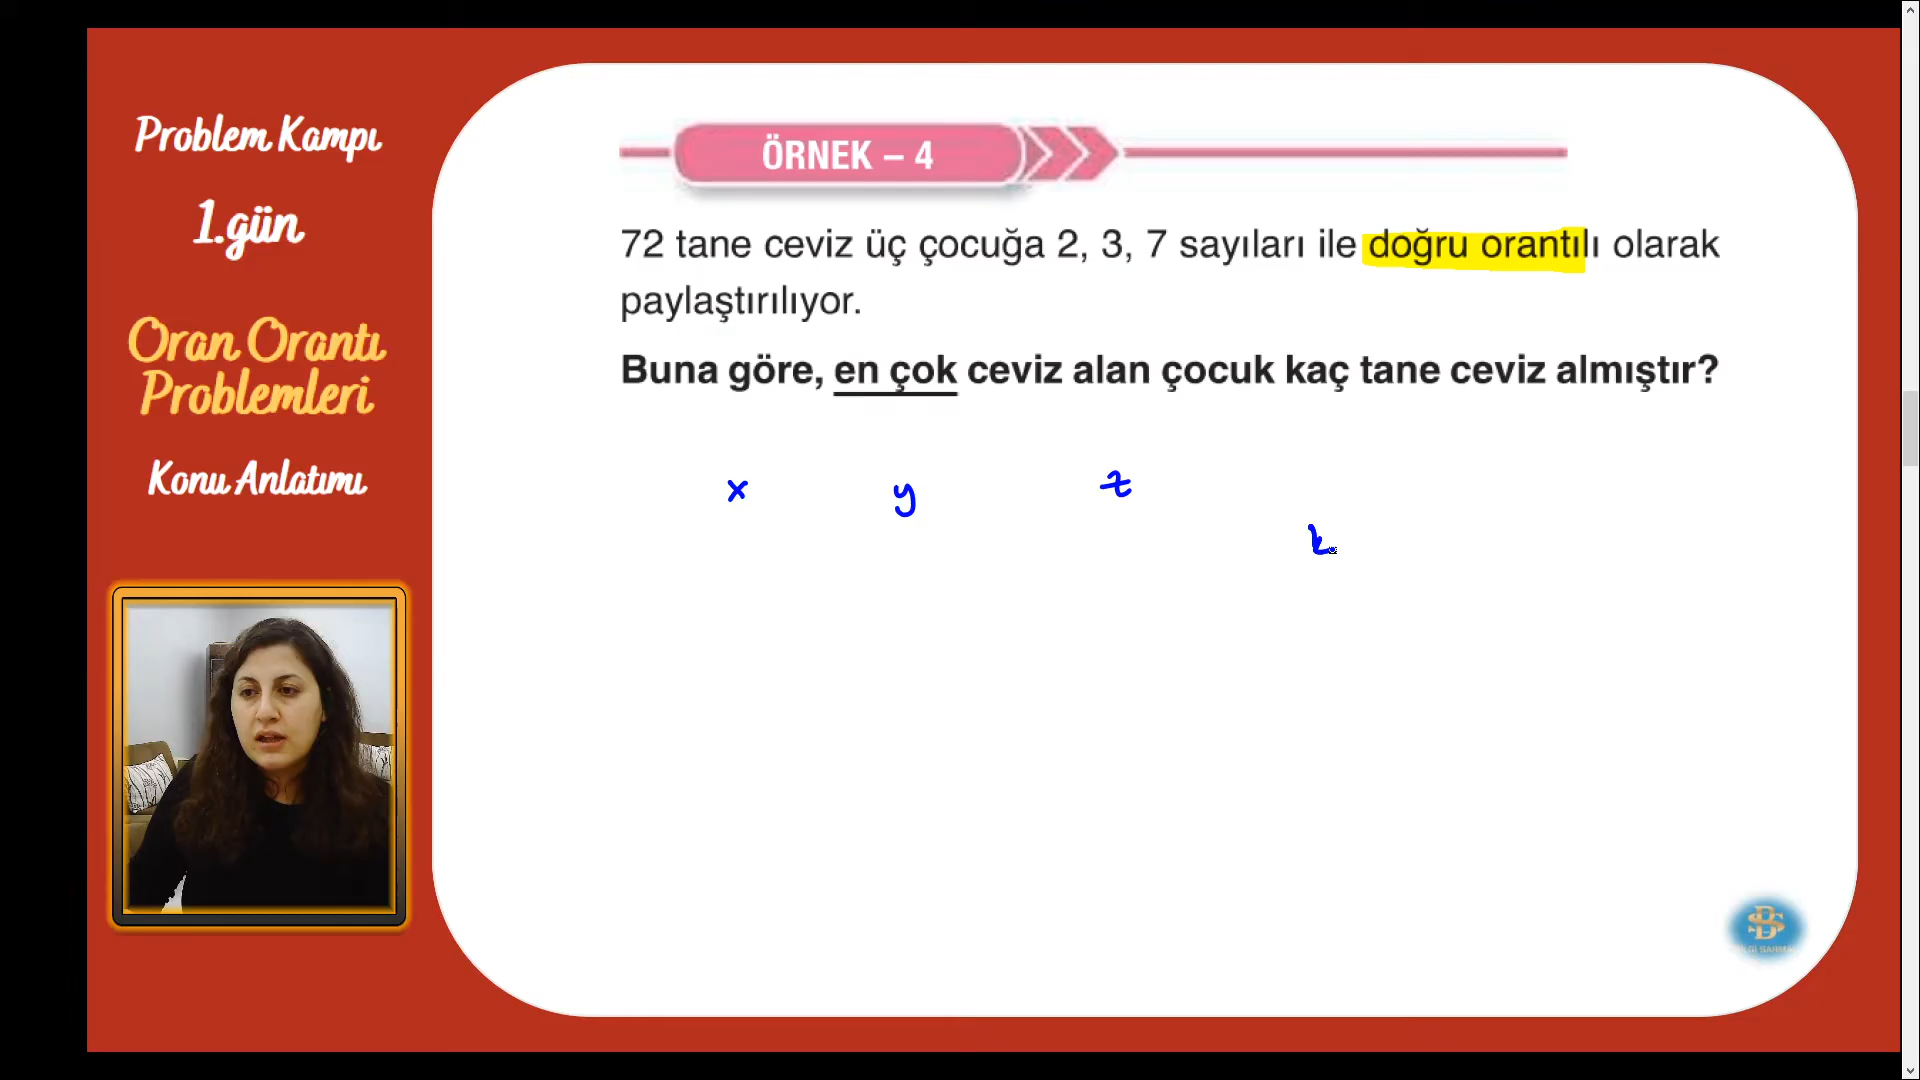 Problem Kampı
1.gün
Oran Orantı
Problemleri
Konu Anlatımı
ÖRNEK – 4
72 tane ceviz üç çocuğa 2, 3, 7 sayıları ile doğru orantılı olarak
paylaştırılıyor.
Buna göre, en çok ceviz alan çocuk kaç tane ceviz almıştır?
x y z
k